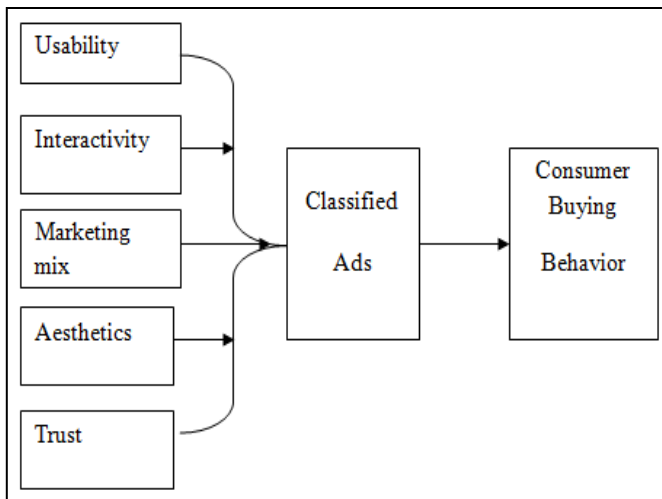 Usability
Interactivity
Marketing
mix
Aesthetics
Trust
Classified
Ads
Consumer
Buying
Behavior